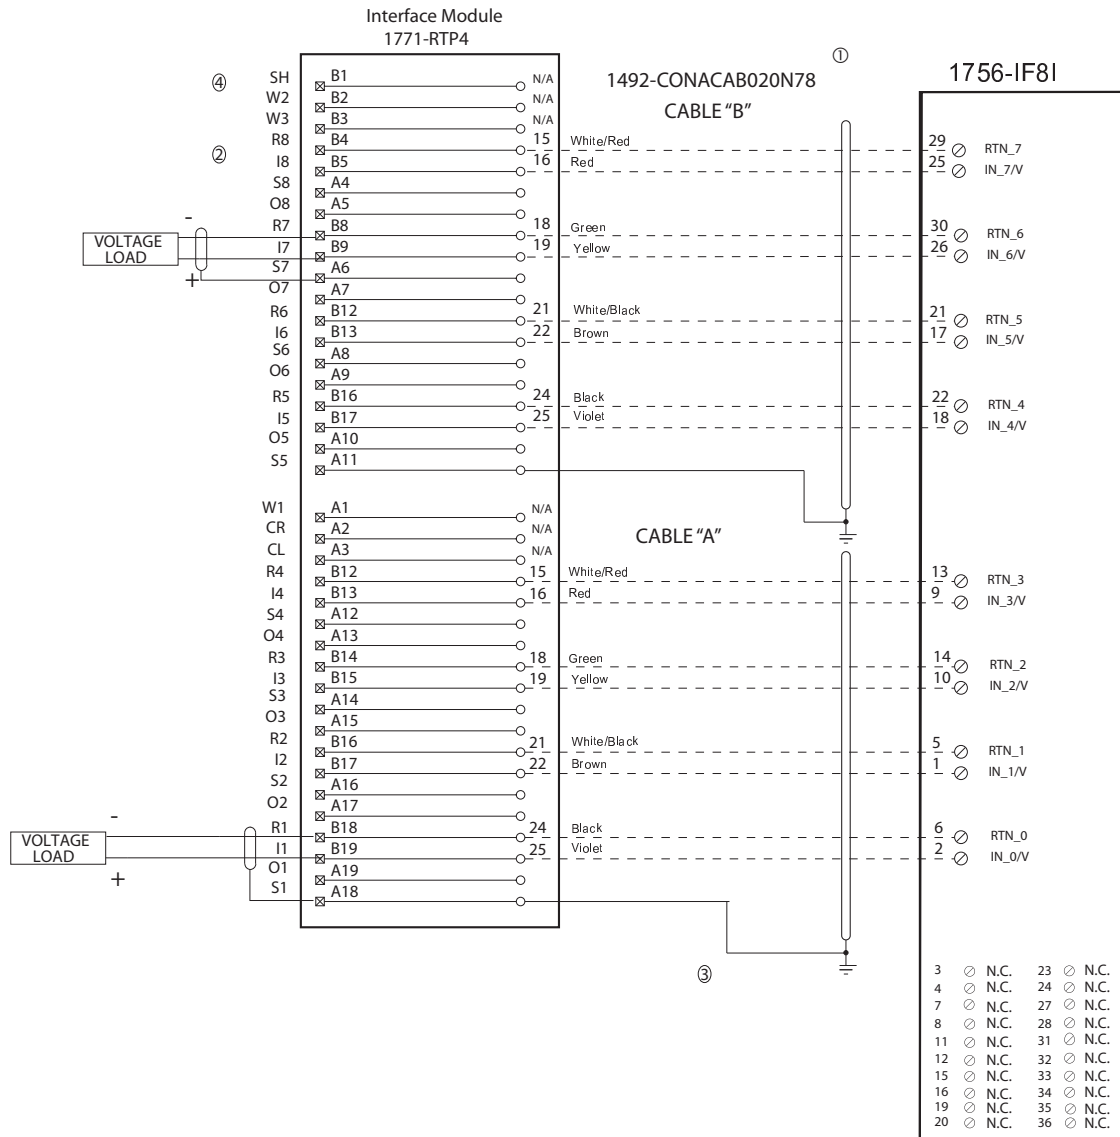 Interface Module
1771-RTP4
①
1756-IF8I
④ SH B1 N/A 1492-CONACAB020N78
W2 B2 N/A CABLE "B"
W3 B3 N/A
R8 B4 15 White/Red 29 RTN_7
② I8 B5 16 Red 25 IN_7/V
S8 A4
O8 A5
- R7 B8 18 Green 30 RTN_6
VOLTAGE LOAD I7 B9 19 Yellow 26 IN_6/V
+ S7 A6
O7 A7
R6 B12 21 White/Black 21 RTN_5
I6 B13 22 Brown 17 IN_5/V
S6 A8
O6 A9
R5 B16 24 Black 22 RTN_4
I5 B17 25 Violet 18 IN_4/V
O5 A10
S5 A11
W1 A1 N/A
CR A2 N/A CABLE "A"
CL A3 N/A
R4 B12 15 White/Red 13 RTN_3
I4 B13 16 Red 9 IN_3/V
S4 A12
O4 A13
R3 B14 18 Green 14 RTN_2
I3 B15 19 Yellow 10 IN_2/V
S3 A14
O3 A15
R2 B16 21 White/Black 5 RTN_1
I2 B17 22 Brown 1 IN_1/V
S2 A16
O2 A17
- R1 B18 24 Black 6 RTN_0
VOLTAGE LOAD I1 B19 25 Violet 2 IN_0/V
+ O1 A19
S1 A18
③
3 N.C. 23 N.C.
4 N.C. 24 N.C.
7 N.C. 27 N.C.
8 N.C. 28 N.C.
11 N.C. 31 N.C.
12 N.C. 32 N.C.
15 N.C. 33 N.C.
16 N.C. 34 N.C.
19 N.C. 35 N.C.
20 N.C. 36 N.C.